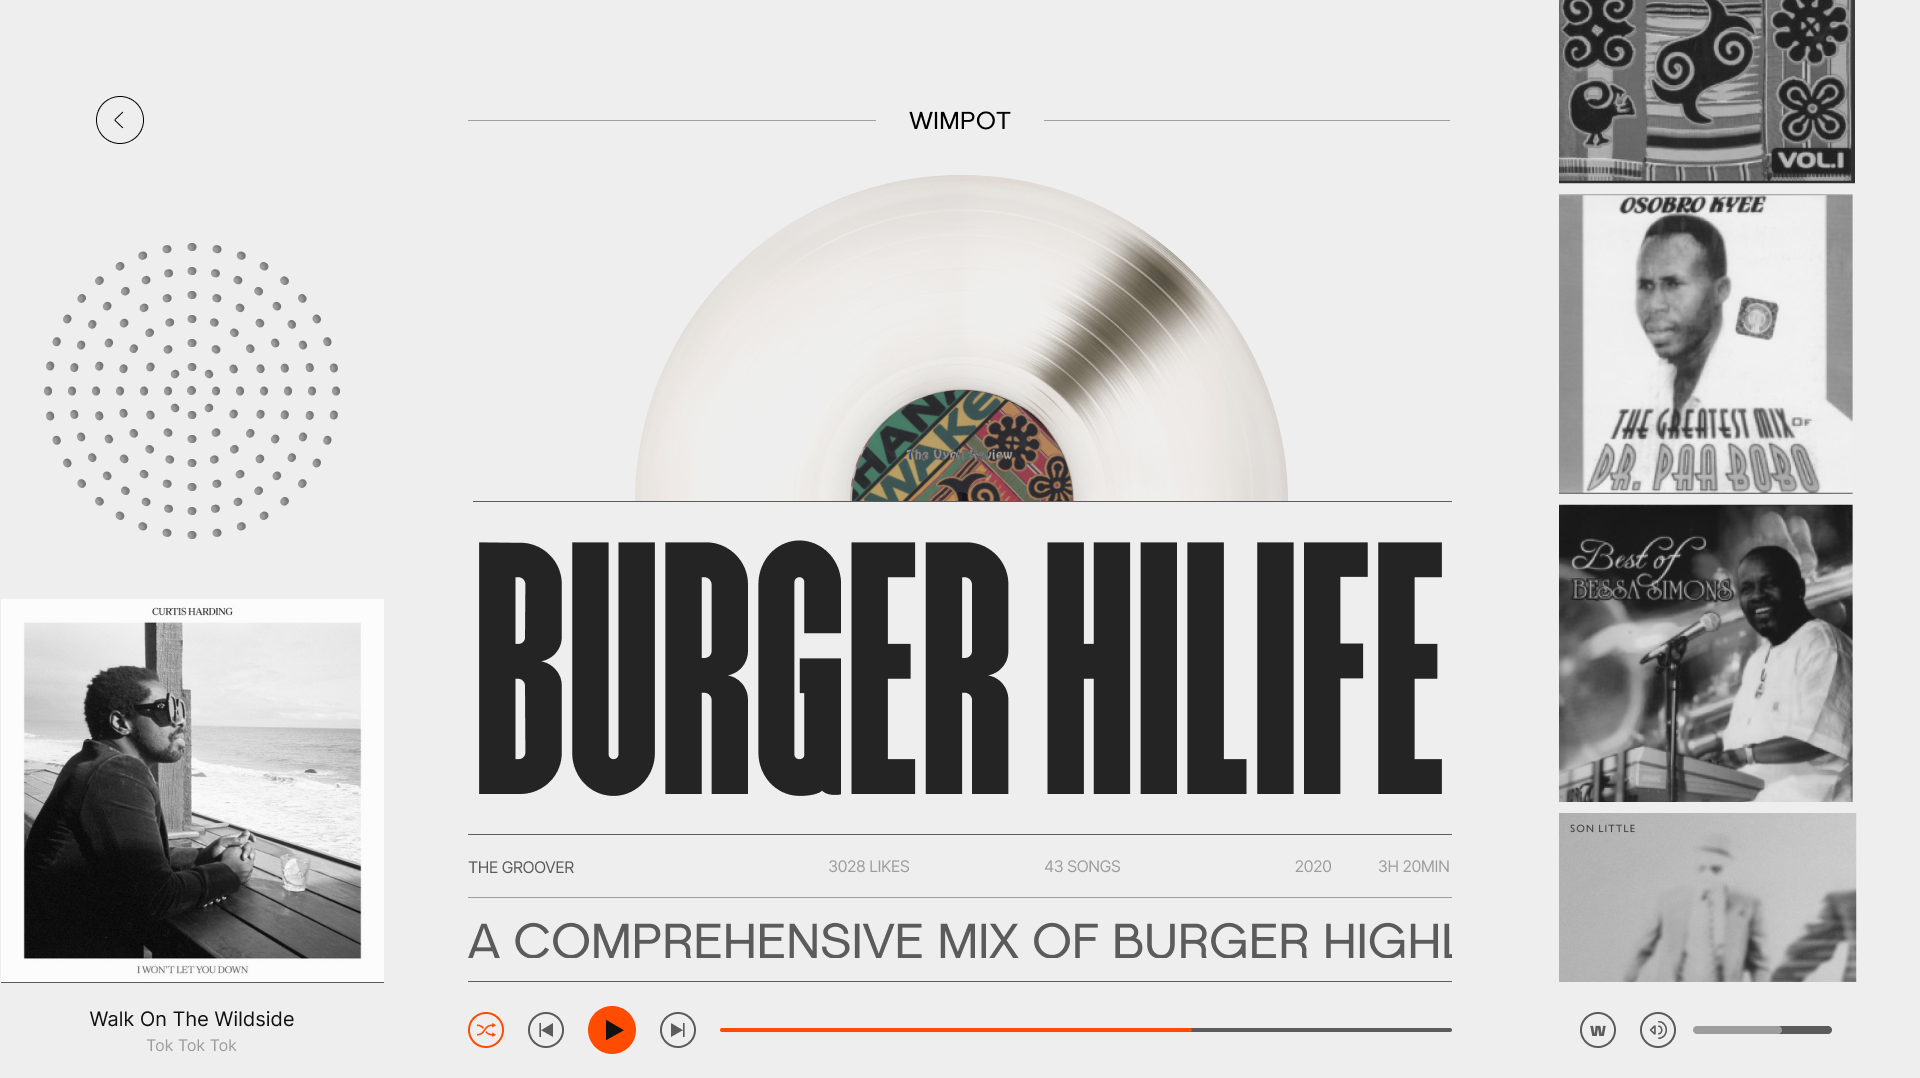 WIMPOT
HANA
WAKE
BURGER HILIFE
THE GROOVER
3028 LIKES
43 SONGS
2020
3H 20MIN
A COMPREHENSIVE MIX OF BURGER HIGHL
CURTIS HARDING
I WON'T LET YOU DOWN
Walk On The Wildside
Tok Tok Tok
VOL.I
OSOBRO KYEE
THE GREATEST MIX OF
DR. PAA BOBO
Best of
BESSA SIMONS
SON LITTLE
W